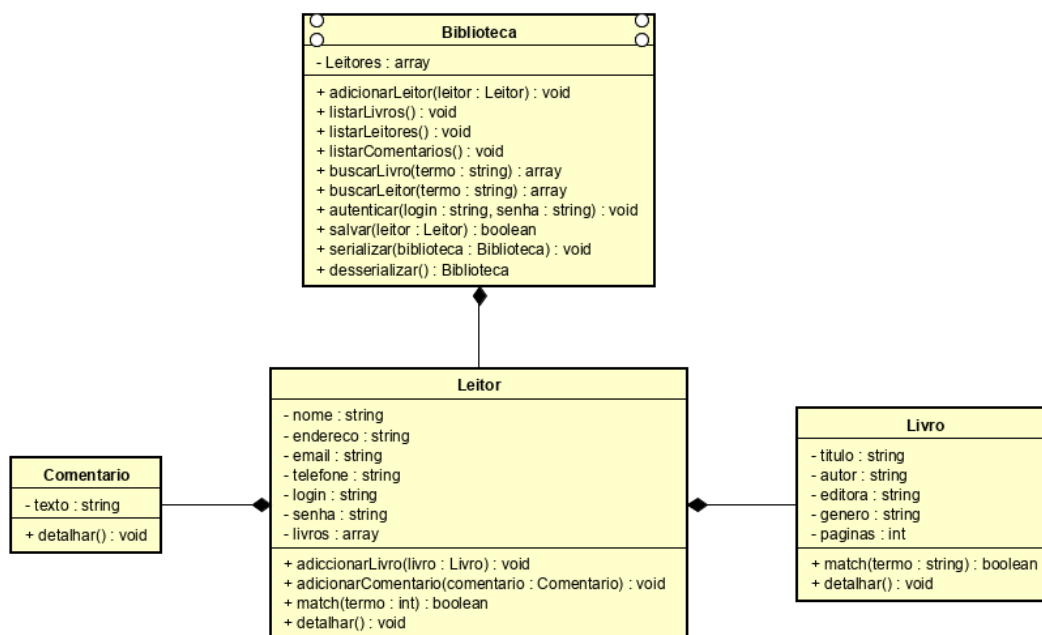 Biblioteca
- Leitores : array
+ adicionarLeitor(leitor : Leitor) : void
+ listarLivros() : void
+ listarLeitores() : void
+ listarComentarios() : void
+ buscarLivro(termo : string) : array
+ buscarLeitor(termo : string) : array
+ autenticar(login : string, senha : string) : void
+ salvar(leitor : Leitor) : boolean
+ serializar(biblioteca : Biblioteca) : void
+ desserializar() : Biblioteca
Comentario
- texto : string
+ detalhar() : void
Leitor
- nome : string
- endereco : string
- email : string
- telefone : string
- login : string
- senha : string
- livros : array
+ adiccionarLivro(livro : Livro) : void
+ adicionarComentario(comentario : Comentario) : void
+ match(termo : int) : boolean
+ detalhar() : void
Livro
- titulo : string
- autor : string
- editora : string
- genero : string
- paginas : int
+ match(termo : string) : boolean
+ detalhar() : void